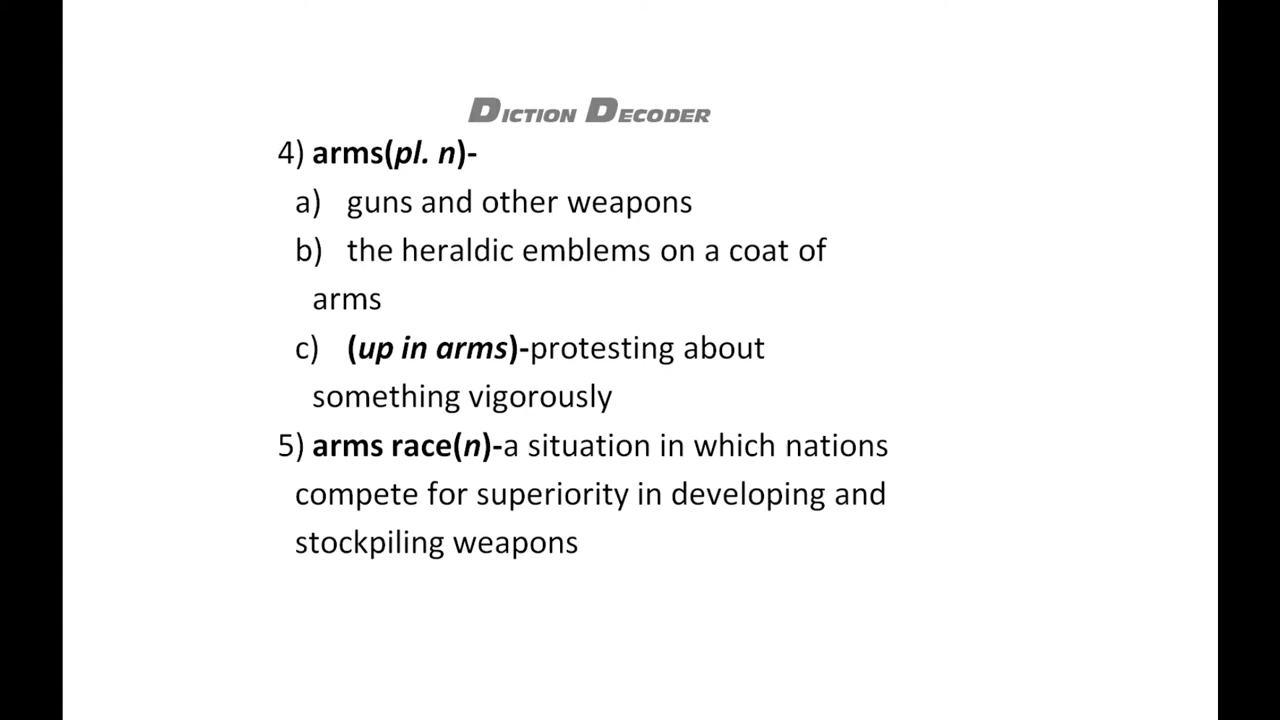 DICTION DECODER
4) arms(pl. n)-
a) guns and other weapons
b) the heraldic emblems on a coat of
arms
c) (up in arms)-protesting about
something vigorously
5) arms race(n)-a situation in which nations
compete for superiority in developing and
stockpiling weapons